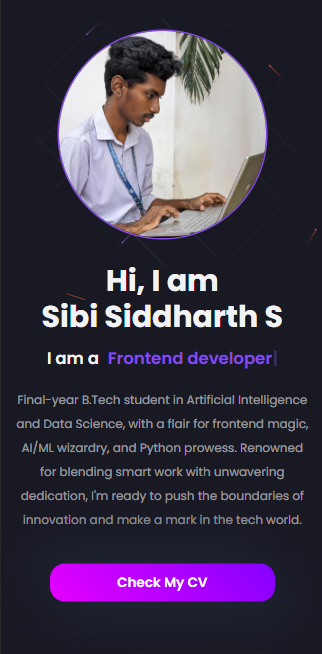 Hi, I am
Sibi Siddharth S
I am a Frontend developer
Final-year B.Tech student in Artificial Intelligence
and Data Science, with a flair for frontend magic,
AI/ML wizardry, and Python prowess. Renowned
for blending smart work with unwavering
dedication, I'm ready to push the boundaries of
innovation and make a mark in the tech world.
Check My CV